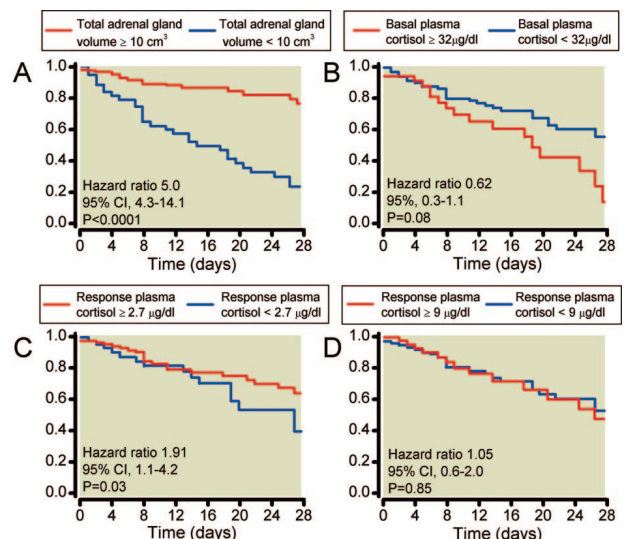 Total adrenal gland
volume ≥ 10 cm³
Total adrenal gland
volume < 10 cm³
A
1.0
0.8
0.6
0.4
0.2
0.0
Hazard ratio 5.0
95% CI, 4.3-14.1
P<0.0001
0 4 8 12 16 20 24 28
Time (days)
Basal plasma
cortisol ≥ 32μg/dl
Basal plasma
cortisol < 32μg/dl
B
1.0
0.8
0.6
0.4
0.2
0.0
Hazard ratio 0.62
95%, 0.3-1.1
P=0.08
0 4 8 12 16 20 24 28
Time (days)
Response plasma
cortisol ≥ 2.7 μg/dl
Response plasma
cortisol < 2.7 μg/dl
C
1.0
0.8
0.6
0.4
0.2
0.0
Hazard ratio 1.91
95% CI, 1.1-4.2
P=0.03
0 4 8 12 16 20 24 28
Time (days)
Response plasma
cortisol ≥ 9 μg/dl
Response plasma
cortisol < 9 μg/dl
D
1.0
0.8
0.6
0.4
0.2
0.0
Hazard ratio 1.05
95% CI, 0.6-2.0
P=0.85
0 4 8 12 16 20 24 28
Time (days)